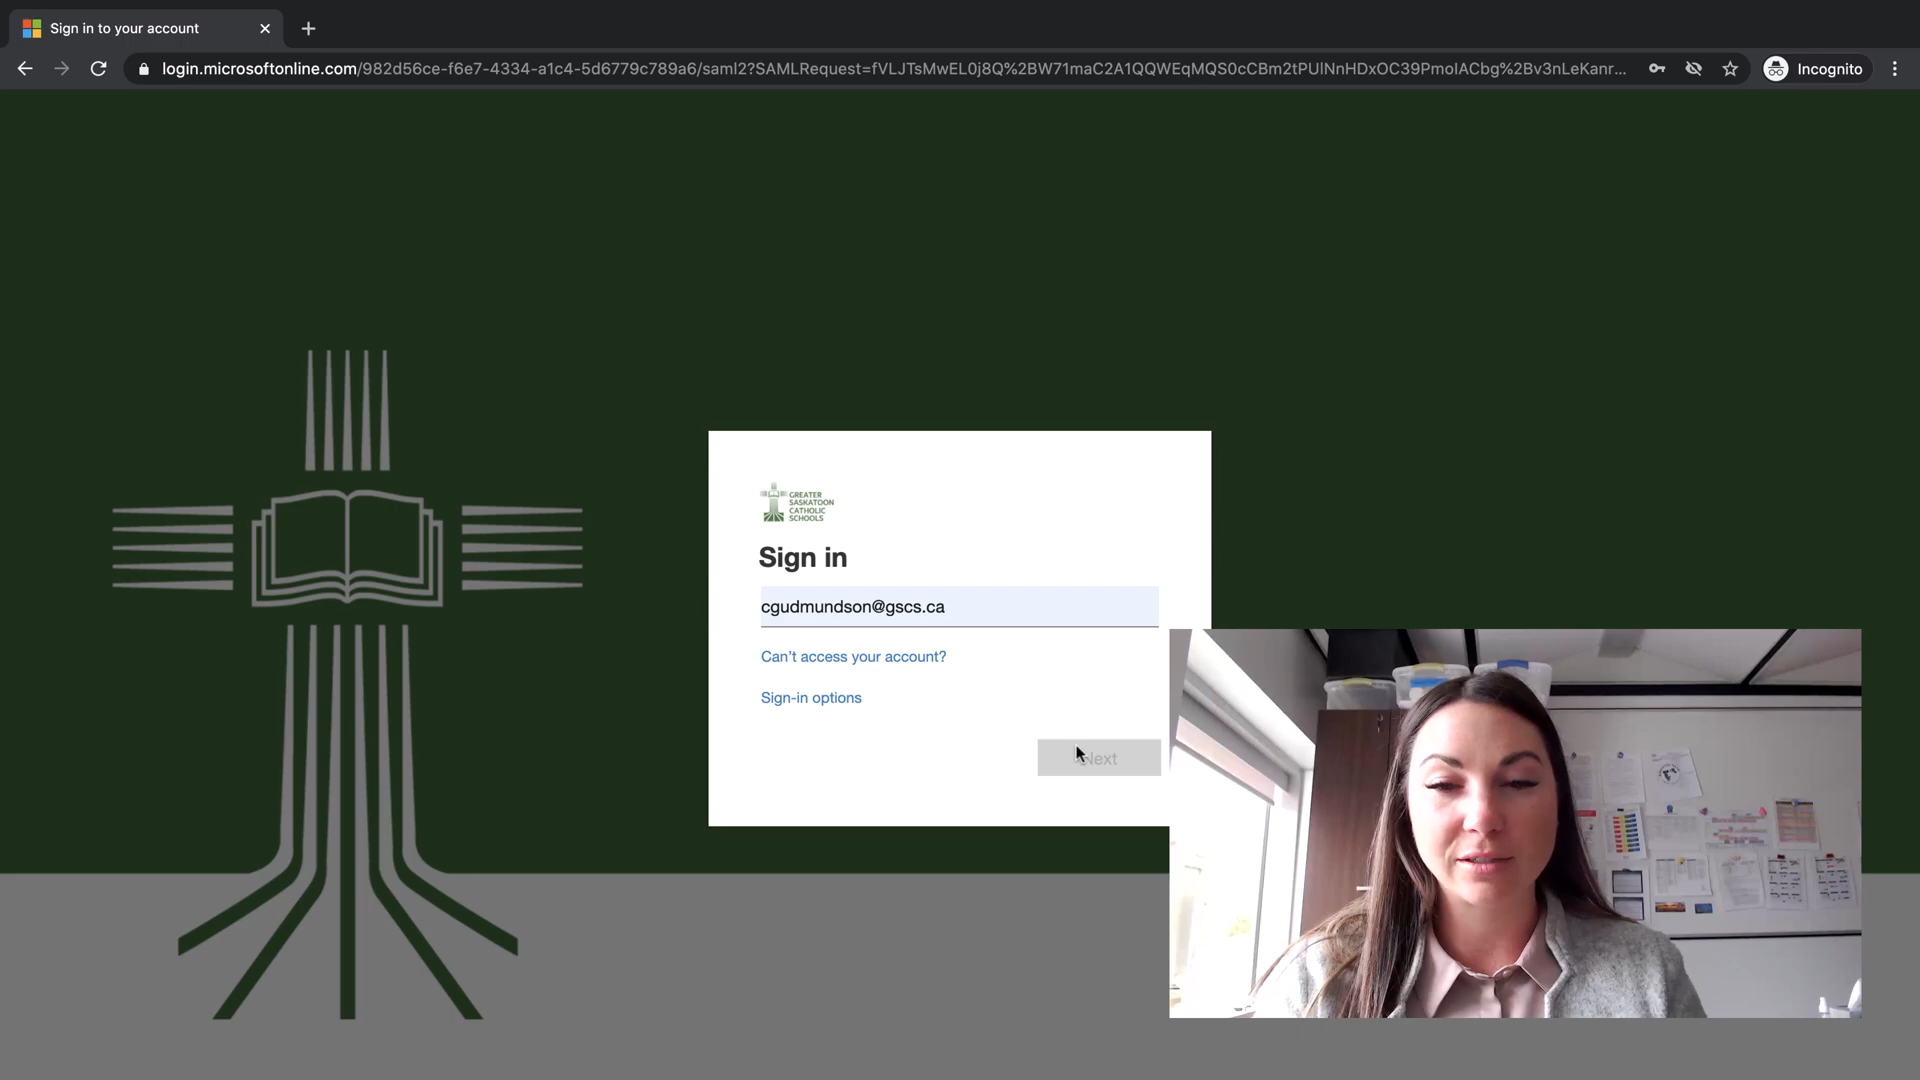 Sign in to your account
login.microsoftonline.com/982d56ce-f6e7-4334-a1c4-5d6779c789a6/saml2?SAMLRequest=fVLJTsMwEL0j8Q%2BW71maC2A1QQWEqMQS0cCBm2tPUlNnHDxOC39PmoIACbg%2Bv3nLeKanr...
Incognito
GREATER
SASKATOON
CATHOLIC
SCHOOLS
Sign in
cgudmundson@gscs.ca
Can't access your account?
Sign-in options
Next